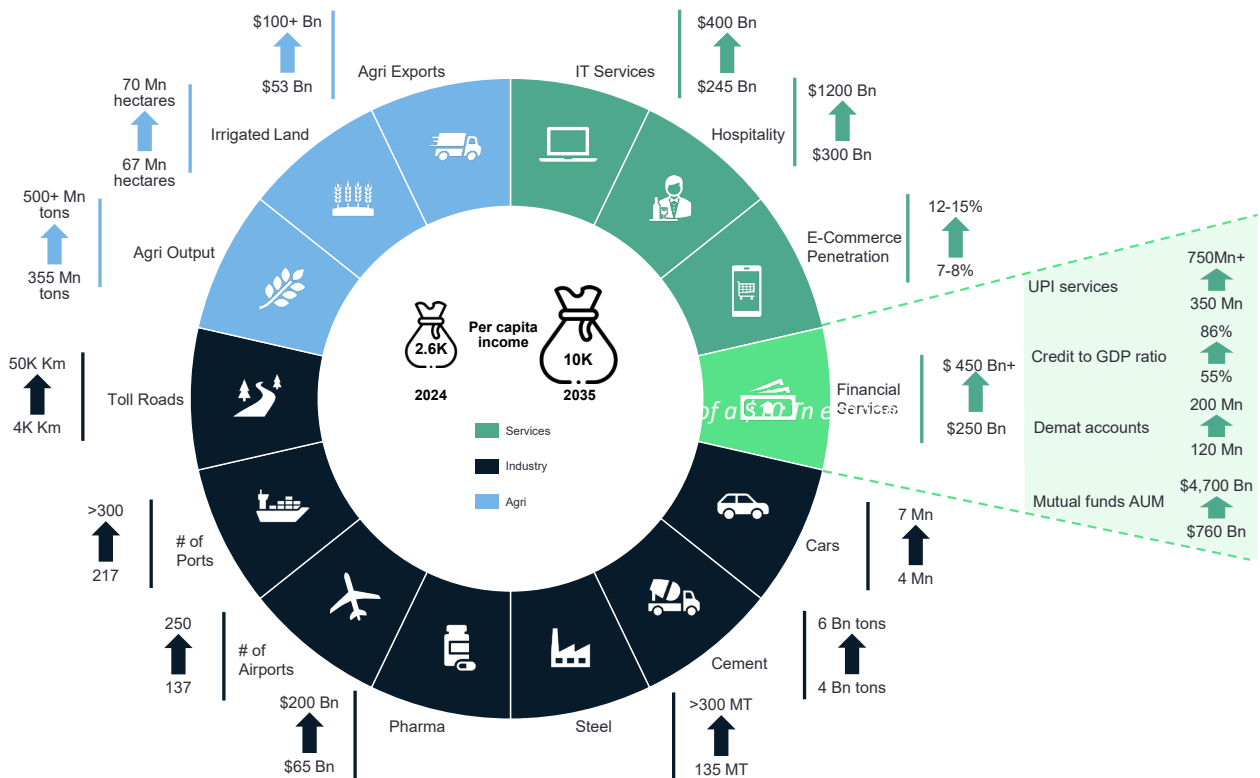 $100+ Bn
$53 Bn
Agri Exports
IT Services
$400 Bn
$245 Bn
70 Mn
hectares
67 Mn
hectares
Irrigated Land
Hospitality
$1200 Bn
$300 Bn
500+ Mn
tons
355 Mn
tons
Agri Output
E-Commerce
Penetration
12-15%
7-8%
UPI services
750Mn+
350 Mn
Credit to GDP ratio
86%
55%
Demat accounts
200 Mn
120 Mn
Mutual funds AUM
$4,700 Bn
$760 Bn
50K Km
4K Km
Toll Roads
2.6K
Per capita
income
10K
2024
2035
Services
Industry
Agri
of a $10 Tn e
Financial
Services
$ 450 Bn+
$250 Bn
>300
217
# of
Ports
Cars
7 Mn
4 Mn
250
137
# of
Airports
Cement
6 Bn tons
4 Bn tons
$200 Bn
$65 Bn
Pharma
Steel
>300 MT
135 MT